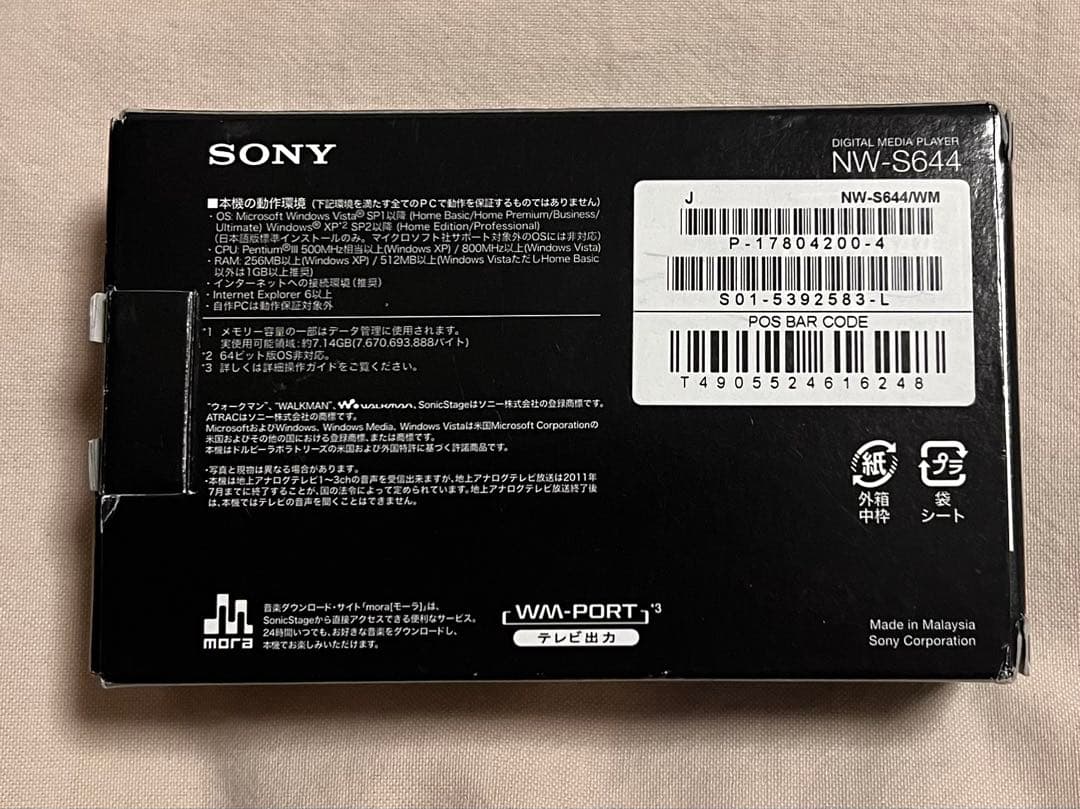 SONY
DIGITAL MEDIA PLAYER
NW-S644
■本機の動作環境 (下記環境を満たす全てのPCで動作を保証するものではありません)
・OS: Microsoft Windows Vista® SP1以降 (Home Basic/Home Premium/Business/
Ultimate) Windows® XP*2 SP2以降 (Home Edition/Professional)
(日本語版標準インストールのみ。マイクロソフト社サポート対象外のOSには非対応)
・CPU: Pentium®III 500MHz相当以上(Windows XP) / 800MHz以上(Windows Vista)
・RAM: 256MB以上(Windows XP) / 512MB以上(Windows VistaただしHome Basic
以外は1GB以上推奨)
・インターネットへの接続環境 (推奨)
・Internet Explorer 6以上
・自作PCは動作保証対象外
*1 メモリー容量の一部はデータ管理に使用されます。
実使用可能領域:約7.14GB(7,670,693,888バイト)
*2 64ビット版OS非対応。
*3 詳しくは詳細操作ガイドをご覧ください。
"ウォークマン"、"WALKMAN"、WALKMAN、SonicStageはソニー株式会社の登録商標です。
ATRACはソニー株式会社の商標です。
MicrosoftおよびWindows、Windows Media、Windows Vistaは米国Microsoft Corporationの
米国およびその他の国における登録商標、または商標です。
本機はドルビーラボラトリーズの米国および外国特許に基づく許諾商品です。
・写真と現物は異なる場合があります。
・本機は地上アナログテレビ1〜3chの音声を受信出来ますが、地上アナログテレビ放送は2011年
7月までに終了することが、国の法令によって定められています。地上アナログテレビ放送終了後
は、本機ではテレビの音声を聞くことはできません。
J NW-S644/WM
P-17804200-4
S01-5392583-L
POS BAR CODE
T4905524616248
紙
外箱
中枠
プラ
袋
シート
mora
音楽ダウンロード・サイト「mora[モーラ]」は、
SonicStageから直接アクセスできる便利なサービス。
24時間いつでも、お好きな音楽をダウンロードし、
本機でお楽しみいただけます。
WM-PORT*3
テレビ出力
Made in Malaysia
Sony Corporation